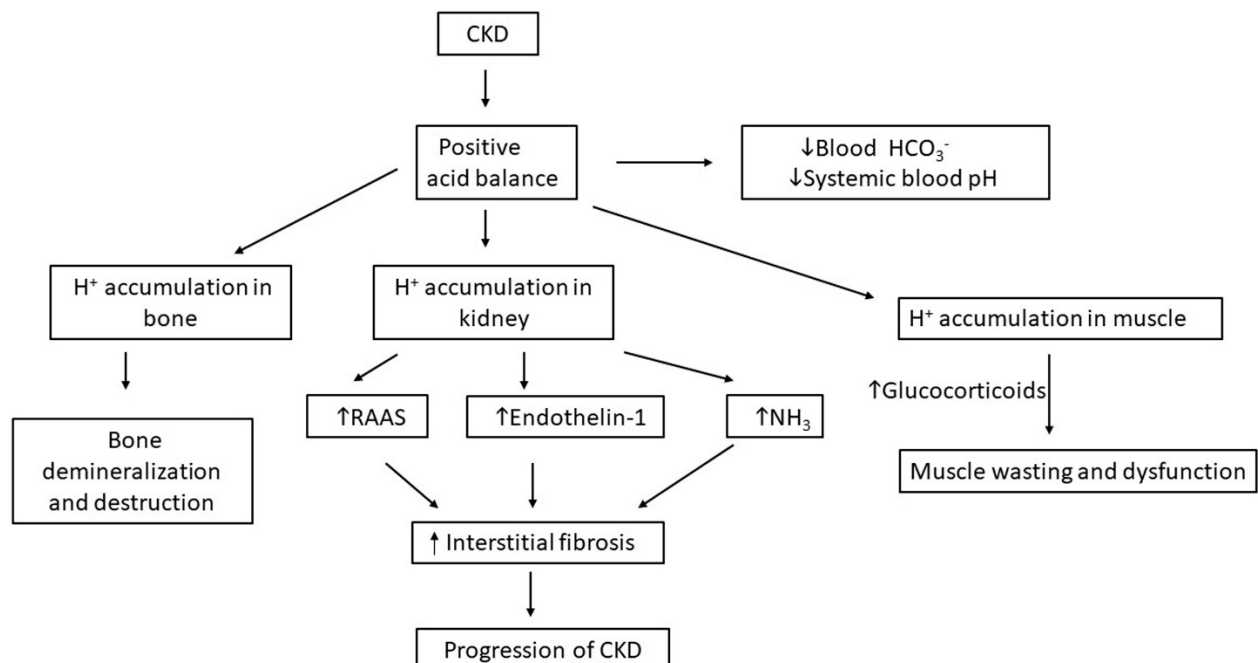 CKD
Positive
acid balance
↓Blood HCO₃⁻
↓Systemic blood pH
H⁺ accumulation in
bone
H⁺ accumulation in
kidney
H⁺ accumulation in muscle
↑RAAS
↑Endothelin-1
↑NH₃
↑Glucocorticoids
Bone
demineralization
and destruction
Muscle wasting and dysfunction
↑ Interstitial fibrosis
Progression of CKD